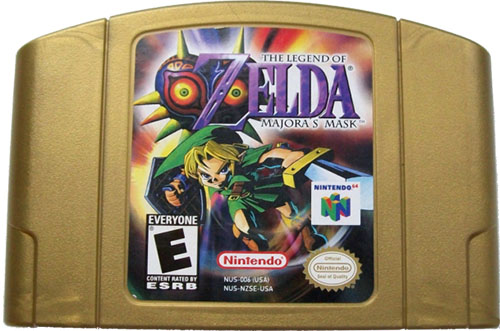 THE LEGEND OF
ZELDA®
MAJORA'S MASK™
NINTENDO 64
EVERYONE
E
CONTENT RATED BY
ESRB
Nintendo®
NUS-006 (USA)
NUS-NZSE-USA
Official
Nintendo
Seal of Quality